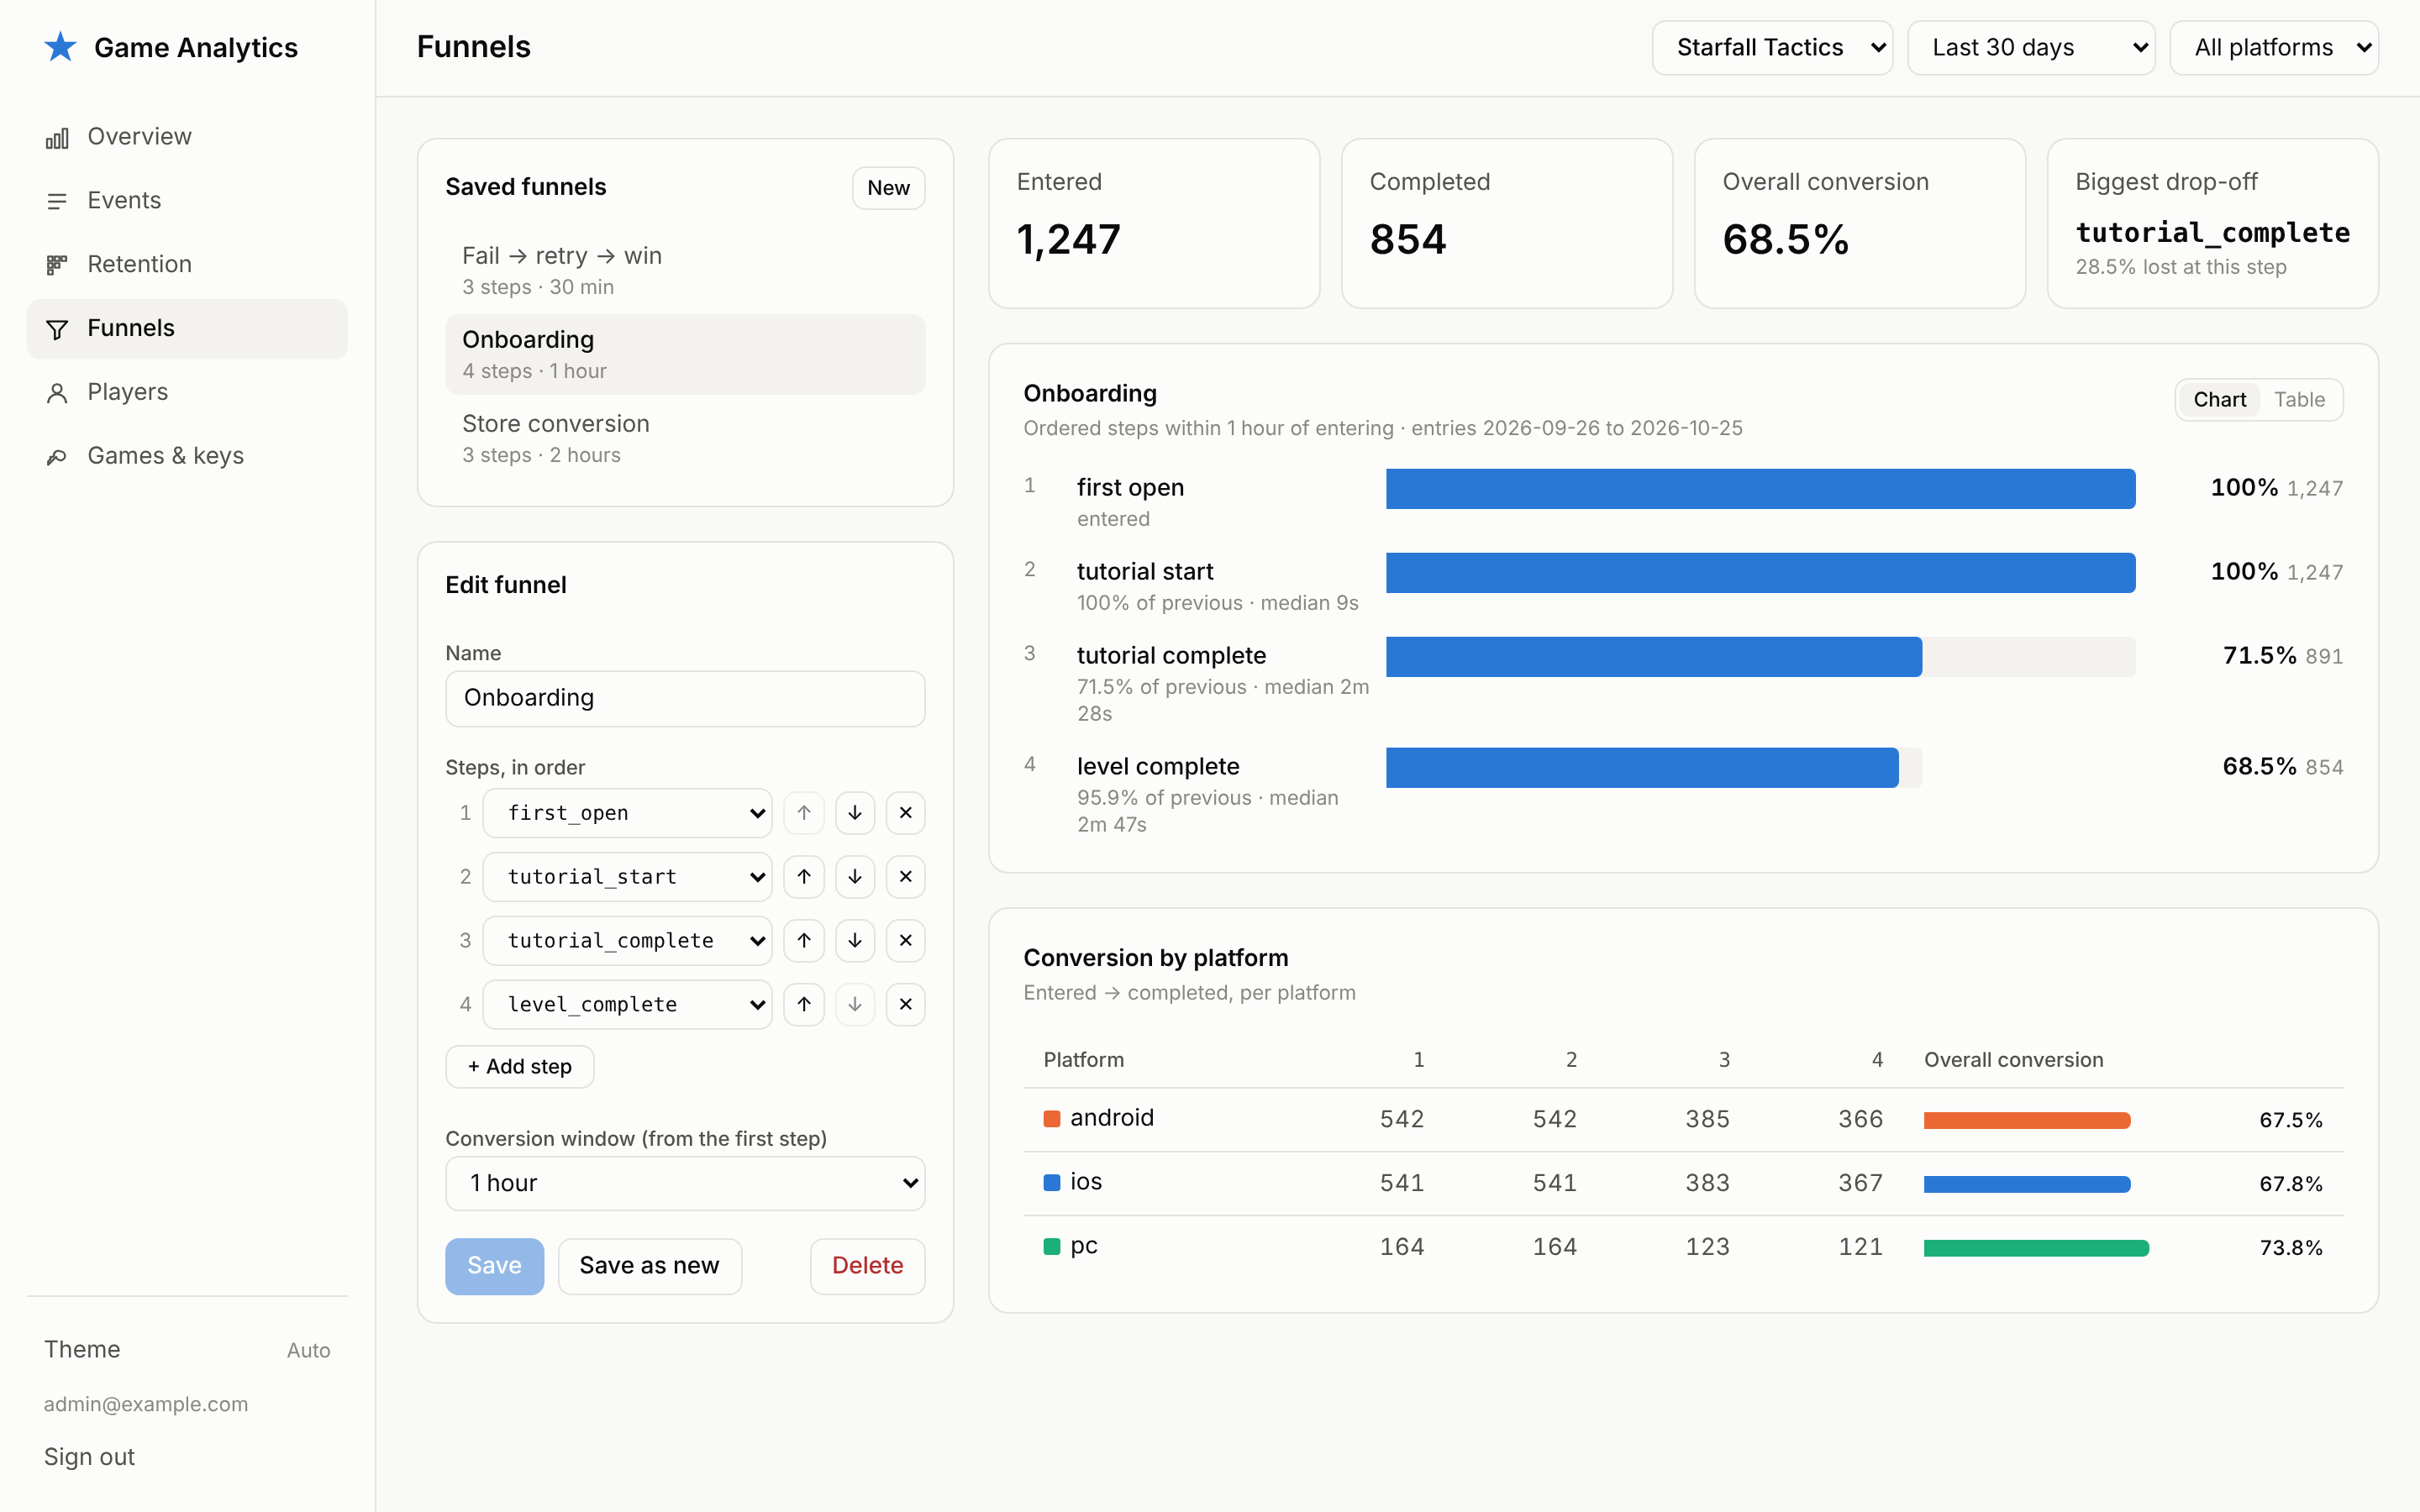 Game Analytics
Overview
Events
Retention
Funnels
Players
Games & keys
Theme Auto
admin@example.com
Sign out
Funnels
Starfall Tactics
Last 30 days
All platforms
Saved funnels
New
Fail → retry → win
3 steps · 30 min
Onboarding
4 steps · 1 hour
Store conversion
3 steps · 2 hours
Edit funnel
Name
Onboarding
Steps, in order
1 first_open ↑ ↓ ✕
2 tutorial_start ↑ ↓ ✕
3 tutorial_complete ↑ ↓ ✕
4 level_complete ↑ ↓ ✕
+ Add step
Conversion window (from the first step)
1 hour
Save
Save as new
Delete
Entered
1,247
Completed
854
Overall conversion
68.5%
Biggest drop-off
tutorial_complete
28.5% lost at this step
Onboarding
Ordered steps within 1 hour of entering · entries 2026-09-26 to 2026-10-25
Chart Table
1 first open 100% 1,247
entered
2 tutorial start 100% 1,247
100% of previous · median 9s
3 tutorial complete 71.5% 891
71.5% of previous · median 2m
28s
4 level complete 68.5% 854
95.9% of previous · median
2m 47s
Conversion by platform
Entered → completed, per platform
Platform 1 2 3 4 Overall conversion
android 542 542 385 366 67.5%
ios 541 541 383 367 67.8%
pc 164 164 123 121 73.8%